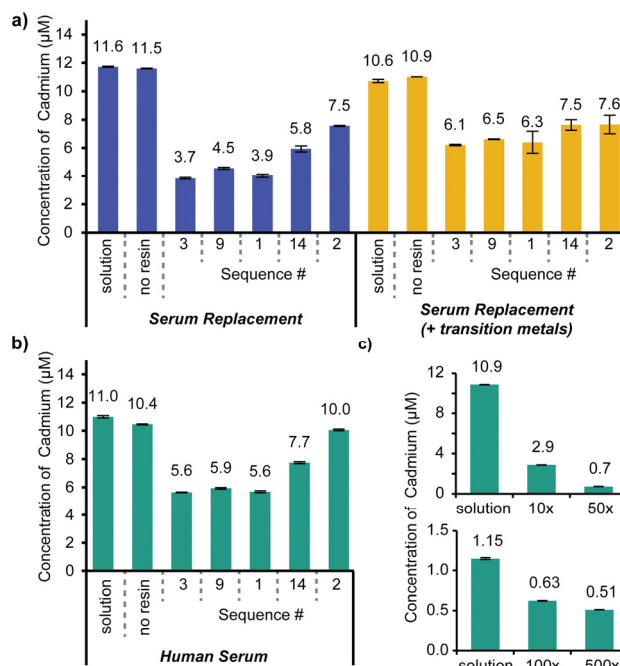 a)
Concentration of Cadmium (μM)
14
12
10
8
6
4
2
0
11.6 11.5 3.7 4.5 3.9 5.8 7.5 10.6 10.9 6.1 6.5 6.3 7.5 7.6
solution no resin 3 9 1 14 2 solution no resin 3 9 1 14 2
Sequence # Sequence #
Serum Replacement Serum Replacement
(+ transition metals)
b)
Concentration of Cadmium (μM)
14
12
10
8
6
4
2
0
11.0 10.4 5.6 5.9 5.6 7.7 10.0
solution no resin 3 9 1 14 2
Sequence #
Human Serum
c)
Concentration of Cadmium (μM)
12
8
4
0
10.9 2.9 0.7
solution 10x 50x
1.5
1.0
0.5
0.0
1.15 0.63 0.51
solution 100x 500x